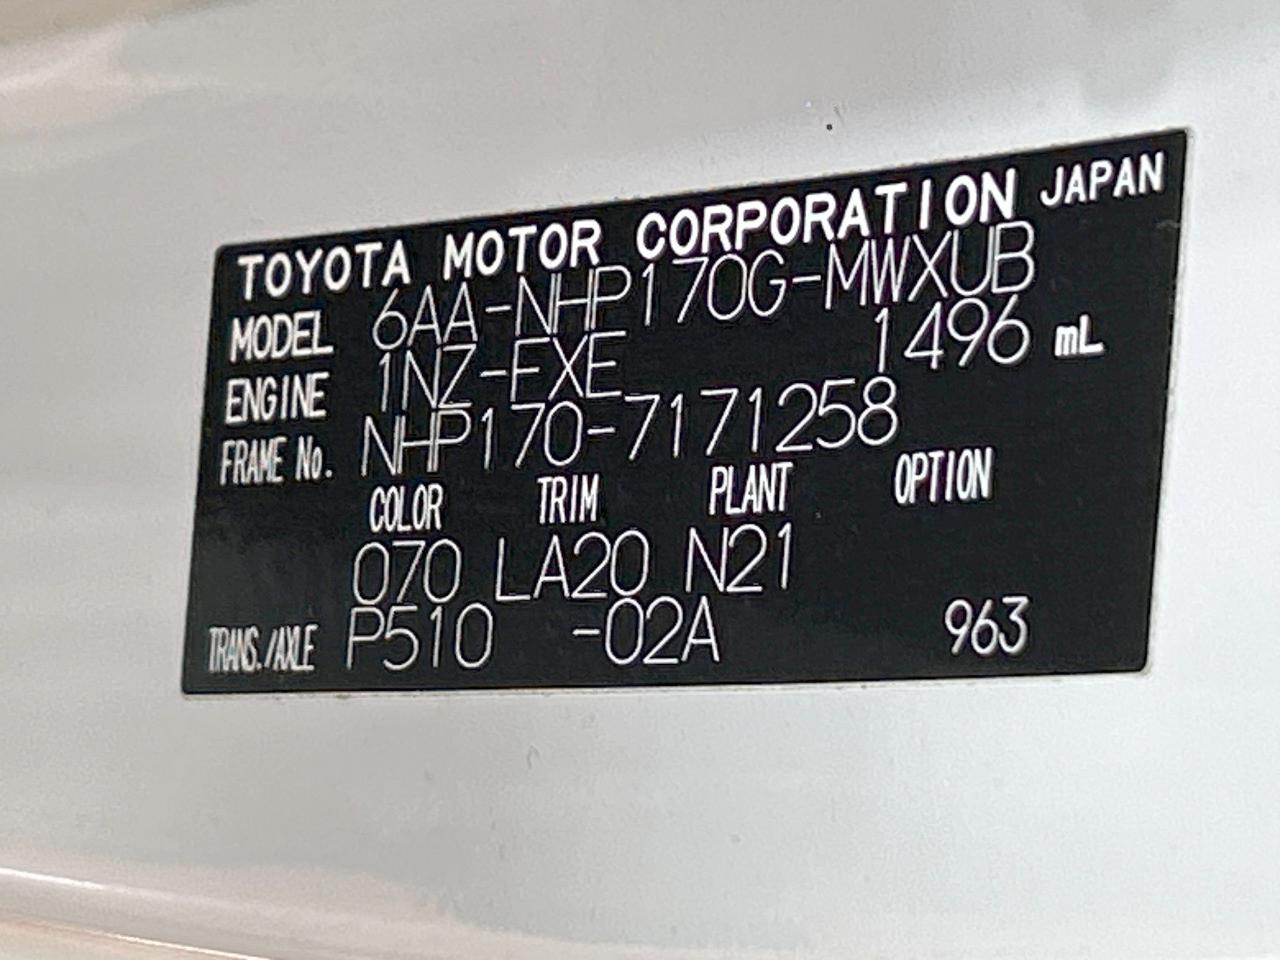 TOYOTA MOTOR CORPORATION JAPAN
MODEL 6AA-NHP170G-MWXUB
ENGINE 1NZ-FXE 1496 mL
FRAME No. NHP170-7171258
COLOR TRIM PLANT OPTION
070 LA20 N21
TRANS./AXLE P510 -02A 963